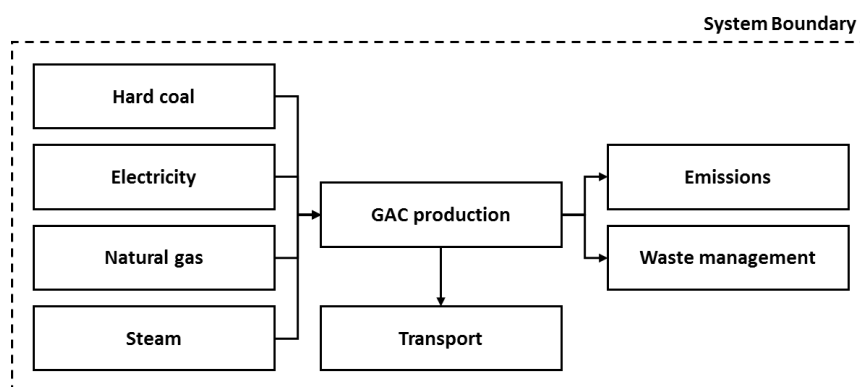 System Boundary
Hard coal
Electricity
Natural gas
Steam
GAC production
Transport
Emissions
Waste management